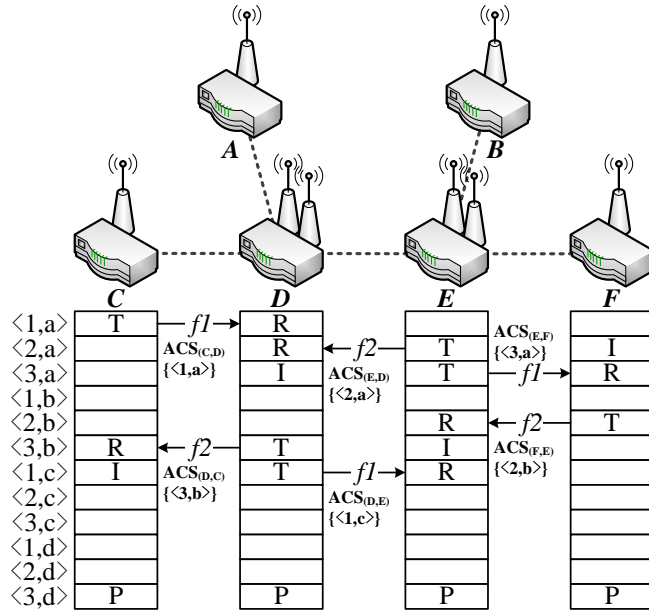 A B
C D E F
<1,a> T f1 R
<2,a> R f2 T I
<3,a> I T f1 R
ACS(C,D)
{<1,a>}
ACS(E,D)
{<2,a>}
ACS(E,F)
{<3,a>}
<1,b>
<2,b> R f2 T
<3,b> R f2 T I
<1,c> I T f1 R
ACS(D,C)
{<3,b>}
ACS(D,E)
{<1,c>}
ACS(F,E)
{<2,b>}
<2,c>
<3,c>
<1,d>
<2,d>
<3,d> P P P P